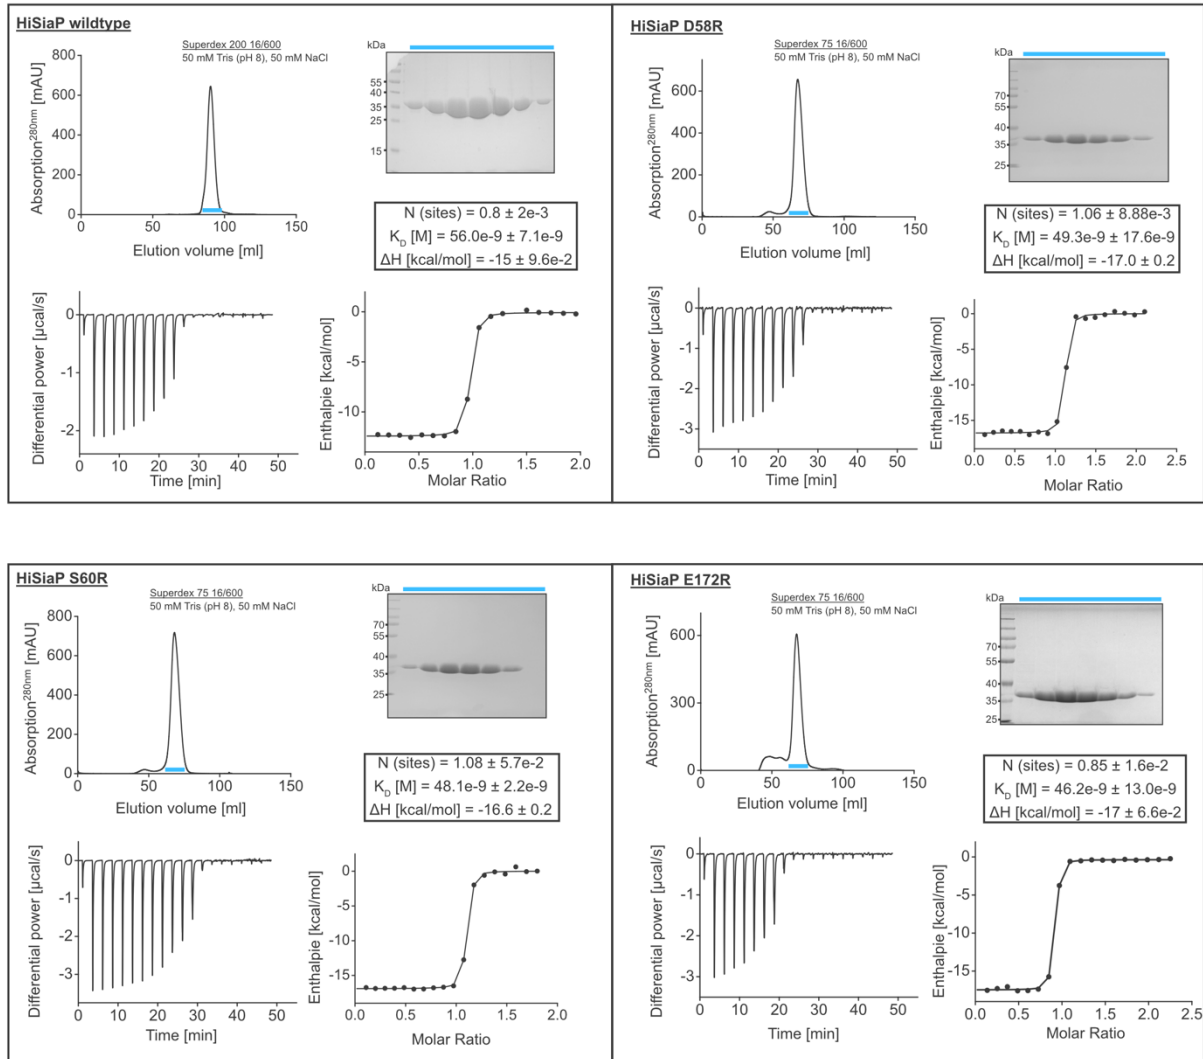 HiSiaP wildtype
Superdex 200 16/600
50 mM Tris (pH 8), 50 mM NaCl
Absorption280nm [mAU]
800
600
400
200
0
0
50
100
150
Elution volume [ml]
kDa
55
40
35
25
15
N (sites) = 0.8 ± 2e-3
KD [M] = 56.0e-9 ± 7.1e-9
ΔH [kcal/mol] = -15 ± 9.6e-2
Differential power [µcal/s]
0
-1
-2
0 10 20 30 40 50
Time [min]
Enthalpie [kcal/mol]
0
-5
-10
0.0 0.5 1.0 1.5 2.0
Molar Ratio
HiSiaP D58R
Superdex 75 16/600
50 mM Tris (pH 8), 50 mM NaCl
Absorption280nm [mAU]
600
400
200
0
0 50 100 150
Elution volume [ml]
kDa
70
55
40
35
25
N (sites) = 1.06 ± 8.88e-3
KD [M] = 49.3e-9 ± 17.6e-9
ΔH [kcal/mol] = -17.0 ± 0.2
Differential power [µcal/s]
0
-1
-2
-3
0 10 20 30 40 50
Time [min]
Enthalpie [kcal/mol]
0
-5
-10
-15
0.0 0.5 1.0 1.5 2.0 2.5
Molar Ratio
HiSiaP S60R
Superdex 75 16/600
50 mM Tris (pH 8), 50 mM NaCl
Absorption280nm [mAU]
800
600
400
200
0
0 50 100 150
Elution volume [ml]
kDa
70
55
40
35
25
N (sites) = 1.08 ± 5.7e-2
KD [M] = 48.1e-9 ± 2.2e-9
ΔH [kcal/mol] = -16.6 ± 0.2
Differential power [µcal/s]
0
-1
-2
-3
0 10 20 30 40 50
Time [min]
Enthalpie [kcal/mol]
0
-5
-10
-15
0.0 0.5 1.0 1.5 2.0
Molar Ratio
HiSiaP E172R
Superdex 75 16/600
50 mM Tris (pH 8), 50 mM NaCl
Absorption280nm [mAU]
600
300
0
0 50 100 150
Elution volume [ml]
kDa
70
55
40
35
25
N (sites) = 0.85 ± 1.6e-2
KD [M] = 46.2e-9 ± 13.0e-9
ΔH [kcal/mol] = -17 ± 6.6e-2
Differential power [µcal/s]
0
-1
-2
-3
0 10 20 30 40 50
Time [min]
Enthalpie [kcal/mol]
0
-5
-10
-15
0.0 0.5 1.0 1.5 2.0 2.5
Molar Ratio